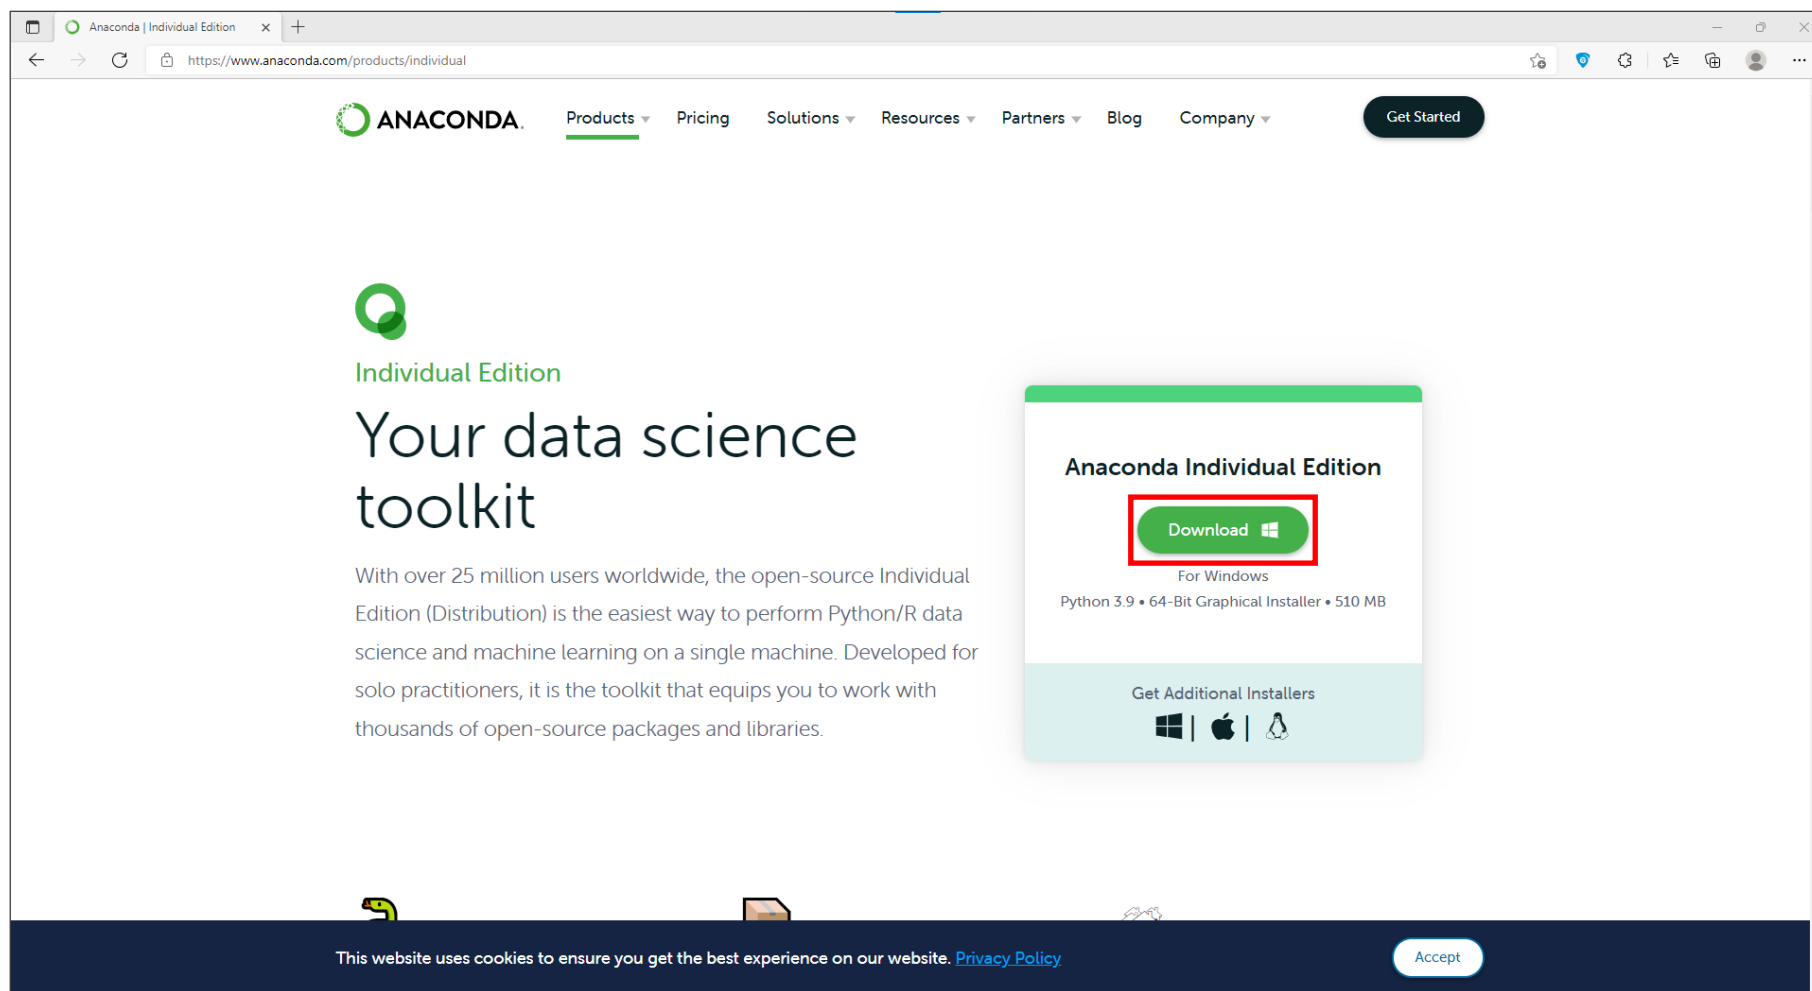 Anaconda | Individual Edition
https://www.anaconda.com/products/individual
ANACONDA.
Products
Pricing
Solutions
Resources
Partners
Blog
Company
Get Started
Individual Edition
Your data science
toolkit
With over 25 million users worldwide, the open-source Individual
Edition (Distribution) is the easiest way to perform Python/R data
science and machine learning on a single machine. Developed for
solo practitioners, it is the toolkit that equips you to work with
thousands of open-source packages and libraries.
Anaconda Individual Edition
Download
For Windows
Python 3.9 • 64-Bit Graphical Installer • 510 MB
Get Additional Installers
This website uses cookies to ensure you get the best experience on our website. Privacy Policy
Accept